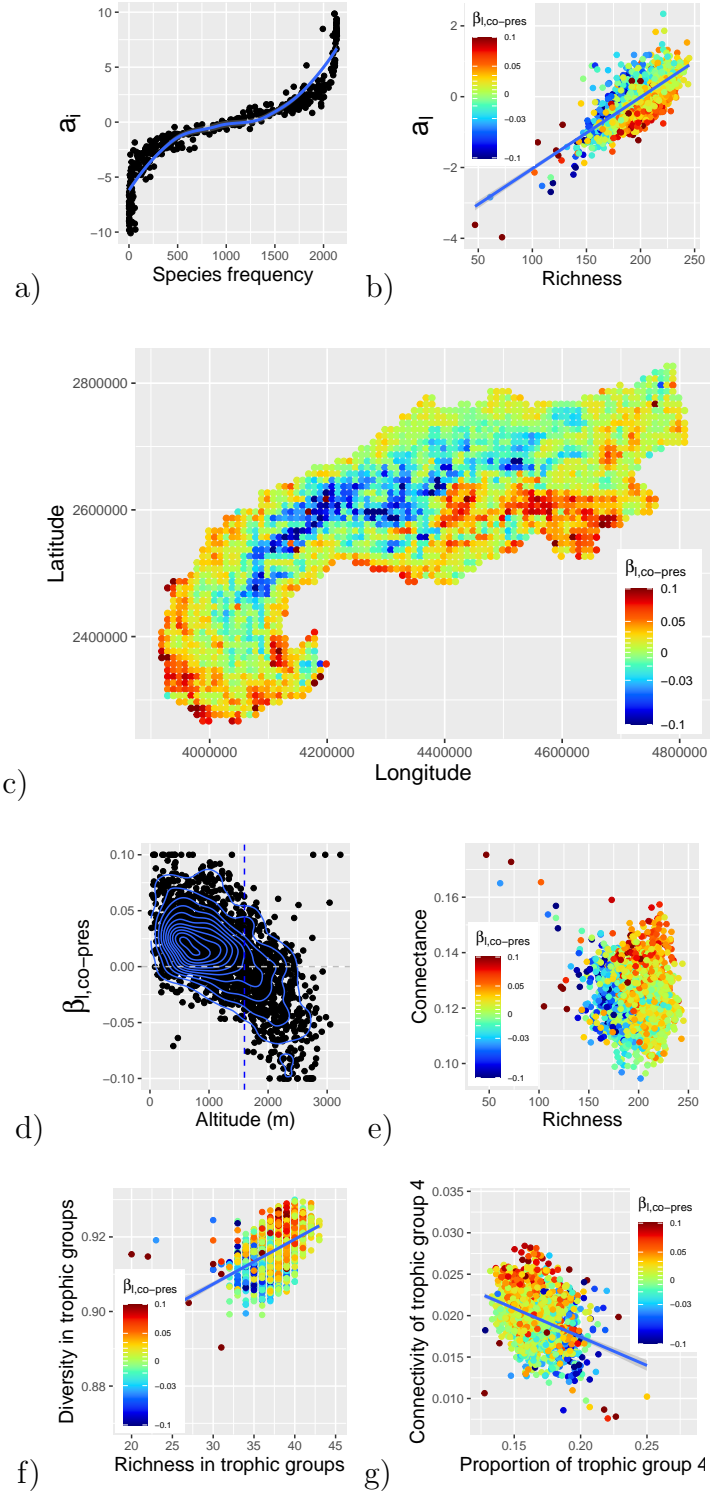 a_i
10
5
0
−5
−10
0 500 1000 1500 2000
Species frequency
a)
a_l
2
0
−2
−4
β_l,co−pres
0.1
0.05
0
−0.03
−0.1
50 100 150 200 250
Richness
b)
Latitude
2800000
2600000
2400000
β_l,co−pres
0.1
0.05
0
−0.03
−0.1
4000000 4200000 4400000 4600000 4800000
Longitude
c)
β_l,co−pres
0.10
0.05
0.00
−0.05
−0.10
0 1000 2000 3000
Altitude (m)
d)
Connectance
0.16
0.14
0.12
0.10
β_l,co−pres
0.1
0.05
0
−0.03
−0.1
50 100 150 200 250
Richness
e)
Diversity in trophic groups
0.92
0.90
0.88
β_l,co−pres
0.1
0.05
0
−0.03
−0.1
20 25 30 35 40 45
Richness in trophic groups
f)
Connectivity of trophic group 4
0.035
0.030
0.025
0.020
0.015
0.010
β_l,co−pres
0.1
0.05
0
−0.03
−0.1
0.15 0.20 0.25 0.30
Proportion of trophic group 4
g)